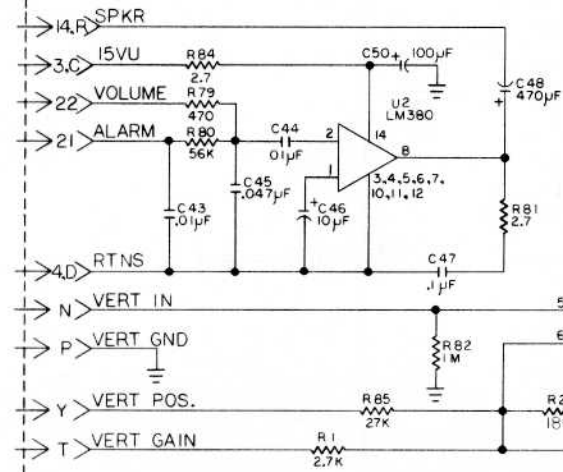 14,R SPKR
3,C 15VU R84 2.7 C50 + 100µF
22 VOLUME R79 470
U2 LM380
C48 470µF +
21 ALARM R80 56K C44 .01µF 2 14 8
1 3,4,5,6,7, 10,11,12
C43 .01µF
C45 .047µF
+ C46 10µF
R81 2.7
4,D RTNS C47 .1µF
N VERT IN 5
R82 1M
P VERT GND 6
Y VERT POS. R85 27K
T VERT GAIN R1 2.7K